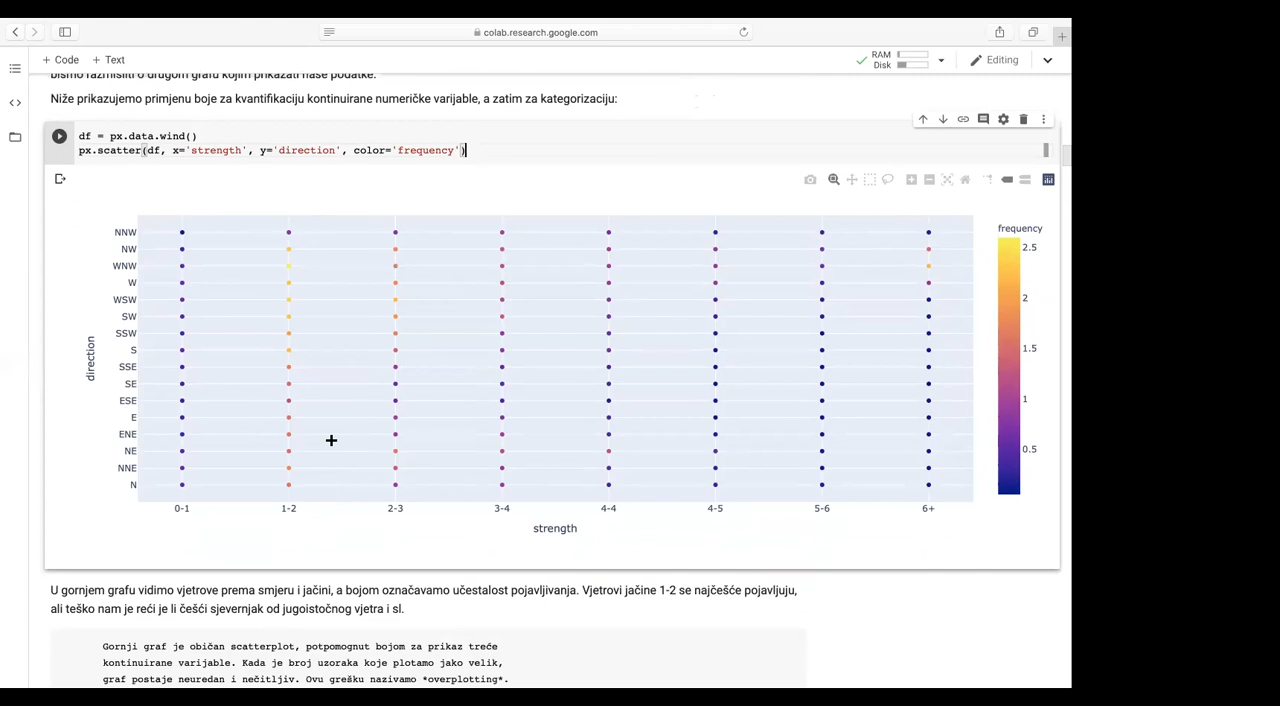 colab.research.google.com
+ Code + Text
RAM
Disk
Editing
bismo razmisliti o drugom grafu kojim prikazati naše podatke.
Niže prikazujemo primjenu boje za kvantifikaciju kontinuirane numeričke varijable, a zatim za kategorizaciju:
df = px.data.wind()
px.scatter(df, x='strength', y='direction', color='frequency')
frequency
NNW
NW
WNW
W
WSW
SW
SSW
S
SSE
SE
ESE
E
ENE
NE
NNE
N
direction
2.5
2
1.5
1
0.5
0-1 1-2 2-3 3-4 4-4 4-5 5-6 6+
strength
U gornjem grafu vidimo vjetrove prema smjeru i jačini, a bojom označavamo učestalost pojavljivanja. Vjetrovi jačine 1-2 se najčešće pojavljuju,
ali teško nam je reći je li češći sjevernjak od jugoistočnog vjetra i sl.
Gornji graf je običan scatterplot, potpomognut bojom za prikaz treće
kontinuirane varijable. Kada je broj uzoraka koje plotamo jako velik,
graf postaje neuredan i nečitljiv. Ovu grešku nazivamo *overplotting*.